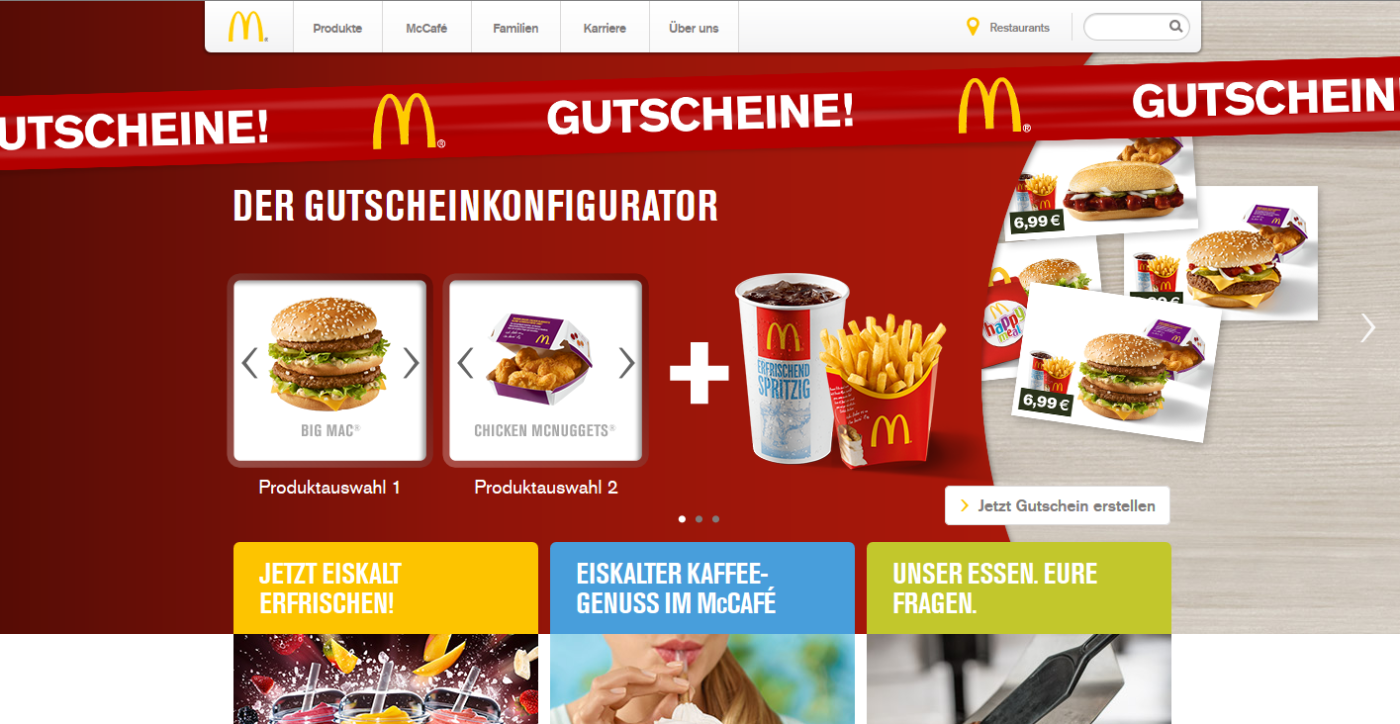 Produkte
McCafé
Familien
Karriere
Über uns
Restaurants
UTSCHEINE!
GUTSCHEINE!
GUTSCHEIN
DER GUTSCHEINKONFIGURATOR
6,99 €
happy
meal
6,99 €
BIG MAC®
CHICKEN MCNUGGETS®
ERFRISCHEND
SPRITZIG
Produktauswahl 1
Produktauswahl 2
Jetzt Gutschein erstellen
JETZT EISKALT
ERFRISCHEN!
EISKALTER KAFFEE-
GENUSS IM McCAFÉ
UNSER ESSEN. EURE
FRAGEN.